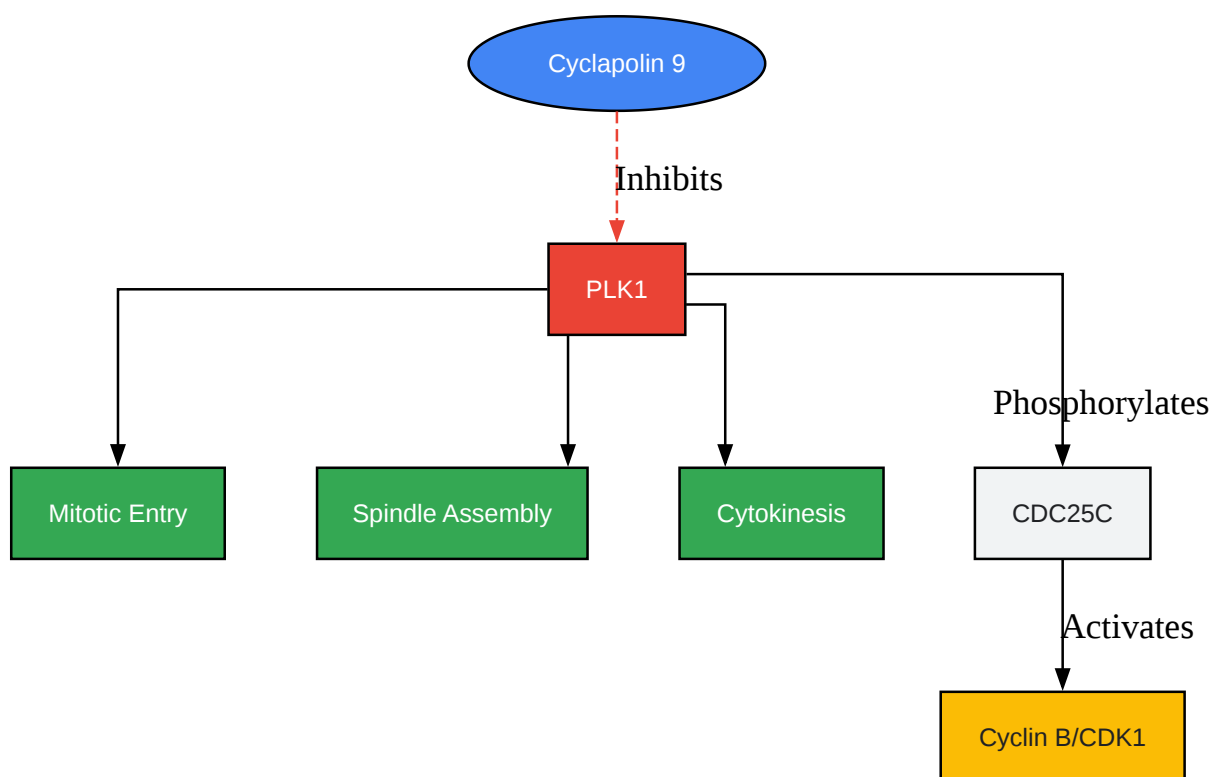 Cyclapolin 9
Inhibits
PLK1
Phosphorylates
Mitotic Entry
Spindle Assembly
Cytokinesis
CDC25C
Activates
Cyclin B/CDK1